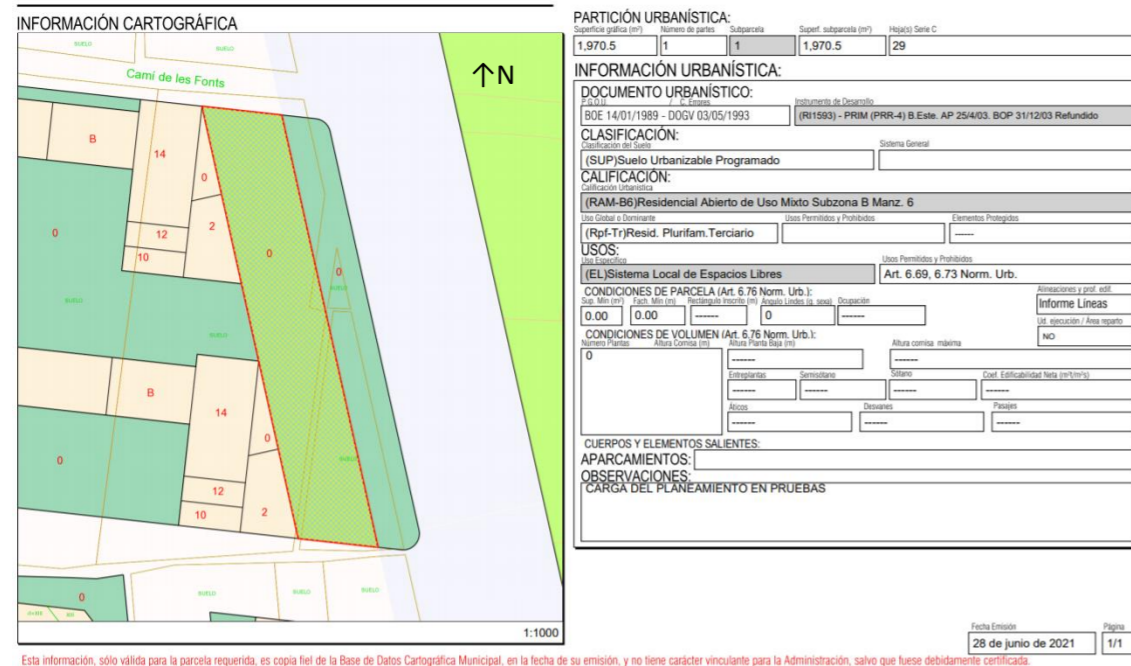 INFORMACIÓN CARTOGRÁFICA
SUELO
SUELO
Camí de les Fonts
↑N
B
14
0
0
2
12
10
0
0
SUELO
SUELO
B
14
0
SUELO
0
12
10
2
0
SUELO
SUELO
SUELO
1:1000
PARTICIÓN URBANÍSTICA:
Superficie gráfica (m²) Número de partes Subparcela Superf. subparcela (m²) Hoja(s) Serie C
1,970.5 1 1 1,970.5 29
INFORMACIÓN URBANÍSTICA:
DOCUMENTO URBANÍSTICO:
P.G.O.U. / C. Errores Instrumento de Desarrollo
BOE 14/01/1989 - DOGV 03/05/1993 (RI1593) - PRIM (PRR-4) B.Este. AP 25/4/03. BOP 31/12/03 Refundido
CLASIFICACIÓN:
Clasificación del Suelo Sistema General
(SUP)Suelo Urbanizable Programado
CALIFICACIÓN:
Calificación Urbanística
(RAM-B6)Residencial Abierto de Uso Mixto Subzona B Manz. 6
Uso Global o Dominante Usos Permitidos y Prohibidos Elementos Protegidos
(Rpf-Tr)Resid. Plurifam.Terciario ------
USOS:
Uso Específico Usos Permitidos y Prohibidos
(EL)Sistema Local de Espacios Libres Art. 6.69, 6.73 Norm. Urb.
CONDICIONES DE PARCELA (Art. 6.76 Norm. Urb.): Alineaciones y prof. edif.
Sup. Mín (m²) Fach. Mín (m) Rectángulo Inscrito (m) Ángulo Lindes (g. sexa) Ocupación Informe Líneas
0.00 0.00 ------ 0 ------ Ud. ejecución / Área reparto
CONDICIONES DE VOLUMEN (Art. 6.76 Norm. Urb.): NO
Número Plantas Altura Cornisa (m) Altura Planta Baja (m) Altura cornisa máxima
0 ------ ------
Entreplantas Semisótano Sótano Coef. Edificabilidad Neta (m²t/m²s)
------ ------ ------ ------
Áticos Desvanes Pasajes
------ ------ ------
CUERPOS Y ELEMENTOS SALIENTES:
APARCAMIENTOS:
OBSERVACIONES:
CARGA DEL PLANEAMIENTO EN PRUEBAS
Fecha Emisión Página
28 de junio de 2021 1/1
Esta información, sólo válida para la parcela requerida, es copia fiel de la Base de Datos Cartográfica Municipal, en la fecha de su emisión, y no tiene carácter vinculante para la Administración, salvo que fuese debidamente certificada.